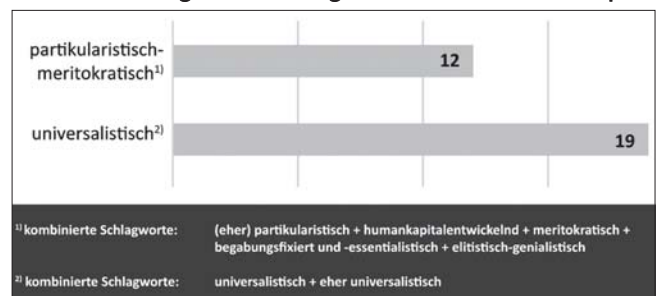 partikularistisch-
meritokratisch1)
12
universalistisch2)
19
1) kombinierte Schlagworte: (eher) partikularistisch + humankapitalentwickelnd + meritokratisch +
begabungsfixiert und -essentialistisch + elitistisch-genialistisch
2) kombinierte Schlagworte: universalistisch + eher universalistisch